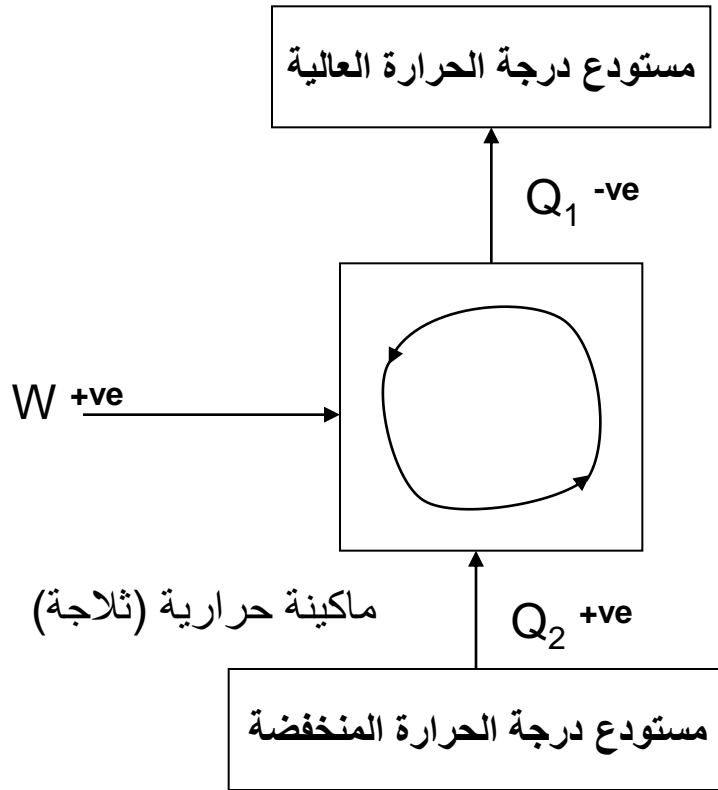 مستودع درجة الحرارة العالية
Q₁ -ve
W +ve
ماكينة حرارية (ثلاجة)
Q₂ +ve
مستودع درجة الحرارة المنخفضة